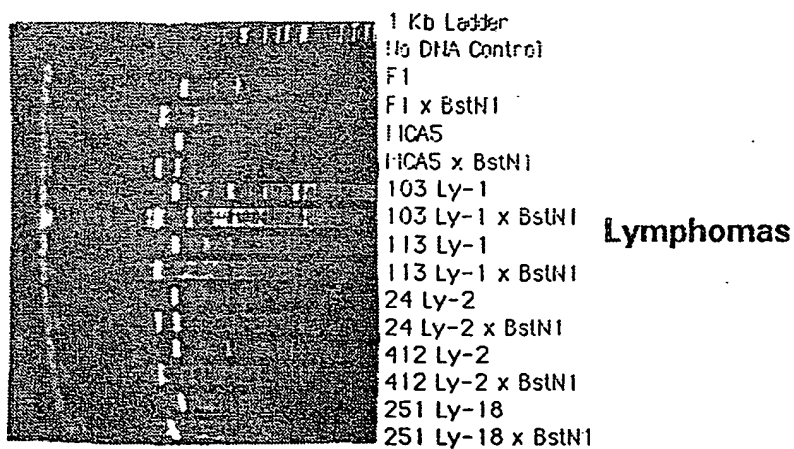 1 Kb Ladder
No DNA Control
F1
F1 x BstN1
MCA5
MCA5 x BstN1
103 Ly-1
103 Ly-1 x BstN1
113 Ly-1
113 Ly-1 x BstN1
24 Ly-2
24 Ly-2 x BstN1
412 Ly-2
412 Ly-2 x BstN1
251 Ly-18
251 Ly-18 x BstN1
Lymphomas